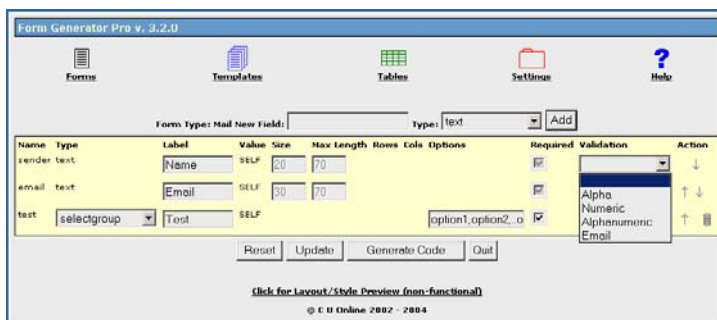 Form Generator Pro v. 3.2.0
Forms Templates Tables Settings ? Help
Form Type: Mail New Field: Type: text Add
Name Type Label Value Size Max Length Rows Cols Options Required Validation Action
sender text Name SELF 20 70
email text Email SELF 30 70
test selectgroup Test SELF option1,option2,..o
Alpha
Numeric
Alphanumeric
Email
Reset Update Generate Code Quit
Click for Layout/Style Preview (non-functional)
© C U Online 2002 - 2004